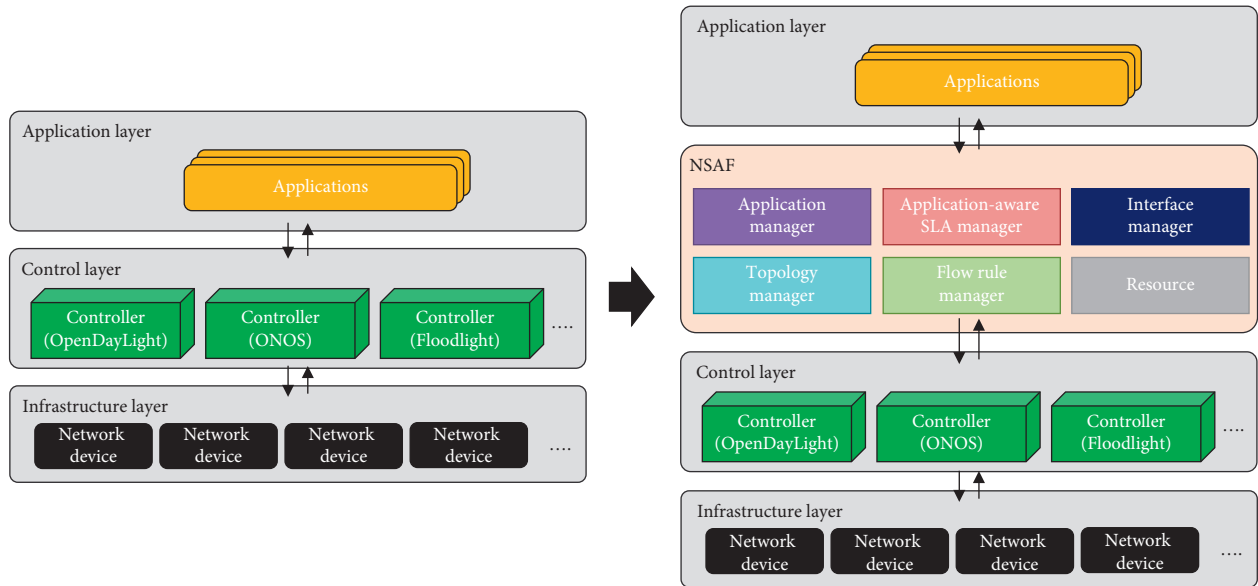 Application layer
Applications
Control layer
Controller
(OpenDayLight)
Controller
(ONOS)
Controller
(Floodlight)
....
Infrastructure layer
Network
device
Network
device
Network
device
Network
device
....
Application layer
Applications
NSAF
Application
manager
Application-aware
SLA manager
Interface
manager
Topology
manager
Flow rule
manager
Resource
Control layer
Controller
(OpenDayLight)
Controller
(ONOS)
Controller
(Floodlight)
....
Infrastructure layer
Network
device
Network
device
Network
device
Network
device
....